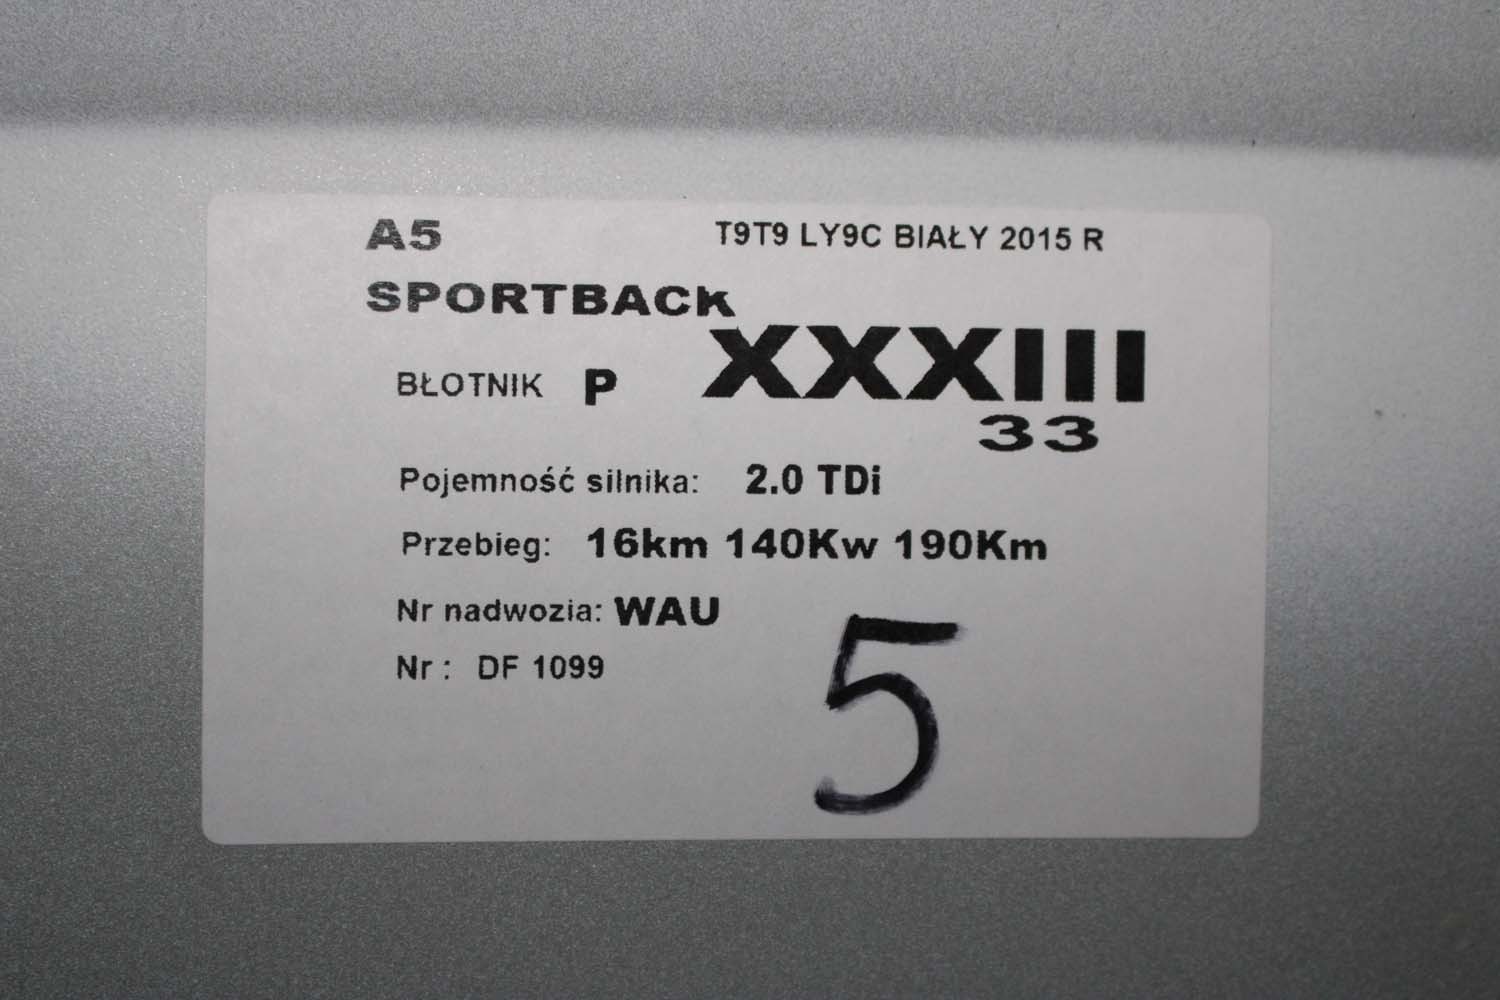 A5 T9T9 LY9C BIAŁY 2015 R
SPORTBACK
BŁOTNIK P XXXIII
33
Pojemność silnika: 2.0 TDi
Przebieg: 16km 140Kw 190Km
Nr nadwozia: WAU
Nr : DF 1099
5